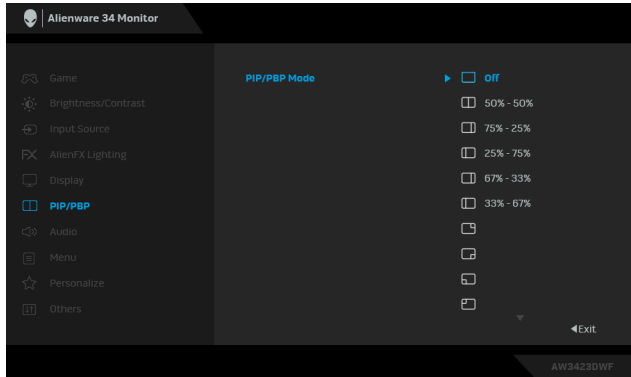 Alienware 34 Monitor
Game
PIP/PBP Mode
Off
Brightness/Contrast
50% - 50%
Input Source
75% - 25%
AlienFX Lighting
25% - 75%
Display
67% - 33%
PIP/PBP
33% - 67%
Audio
Menu
Personalize
Others
Exit
AW3423DWF